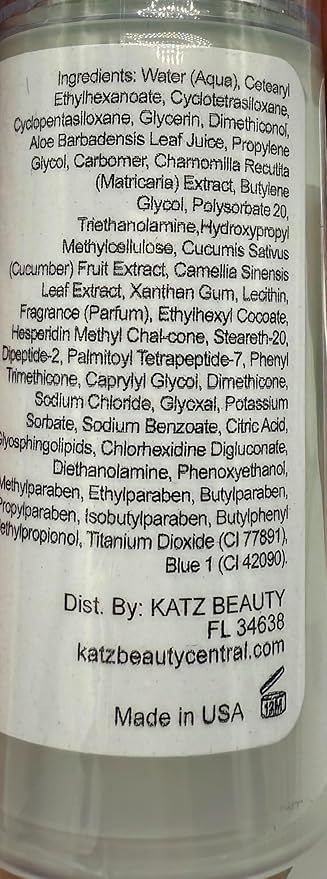 Ingredients: Water (Aqua), Cetearyl
Ethylhexanoate, Cyclotetrasiloxane,
Cyclopentasiloxane, Glycerin, Dimethiconol,
Aloe Barbadensis Leaf Juice, Propylene
Glycol, Carbomer, Chamomilla Recutita
(Matricaria) Extract, Butylene
Glycol, Polysorbate 20,
Triethanolamine,Hydroxypropyl
Methylcellulose, Cucumis Sativus
(Cucumber) Fruit Extract, Camellia Sinensis
Leaf Extract, Xanthan Gum, Lecithin,
Fragrance (Parfum), Ethylhexyl Cocoate,
Hesperidin Methyl Chal-cone, Steareth-20,
Dipeptide-2, Palmitoyl Tetrapeptide-7, Phenyl
Trimethicone, Caprylyl Glycol, Dimethicone,
Sodium Chloride, Glyoxal, Potassium
Sorbate, Sodium Benzoate, Citric Acid,
Glyosphingolipids, Chlorhexidine Digluconate,
Diethanolamine, Phenoxyethanol,
Methylparaben, Ethylparaben, Butylparaben,
Propylparaben, Isobutylparaben, Butylphenyl
Methylpropionol, Titanium Dioxide (CI 77891),
Blue 1 (CI 42090).
Dist. By: KATZ BEAUTY
FL 34638
katzbeautycentral.com
Made in USA
12M